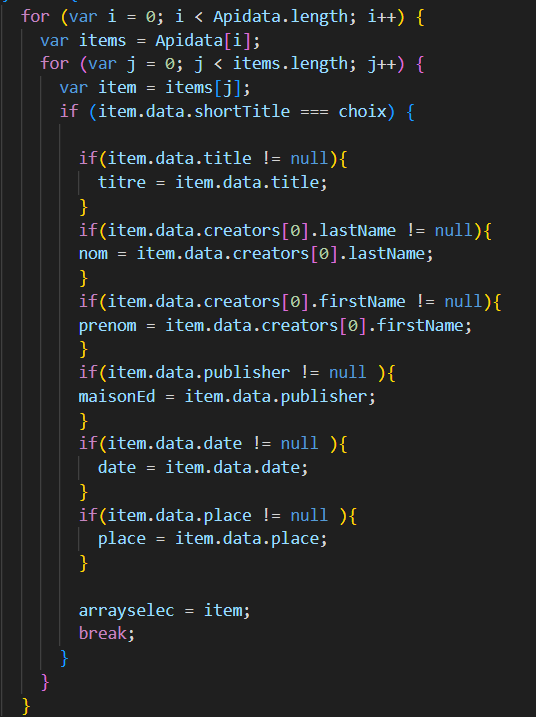 for (var i = 0; i < Apidata.length; i++) {
var items = Apidata[i];
for (var j = 0; j < items.length; j++) {
var item = items[j];
if (item.data.shortTitle === choix) {
if(item.data.title != null){
titre = item.data.title;
}
if(item.data.creators[0].lastName != null){
nom = item.data.creators[0].lastName;
}
if(item.data.creators[0].firstName != null){
prenom = item.data.creators[0].firstName;
}
if(item.data.publisher != null ){
maisonEd = item.data.publisher;
}
if(item.data.date != null ){
date = item.data.date;
}
if(item.data.place != null ){
place = item.data.place;
}
arrayselec = item;
break;
}
}
}